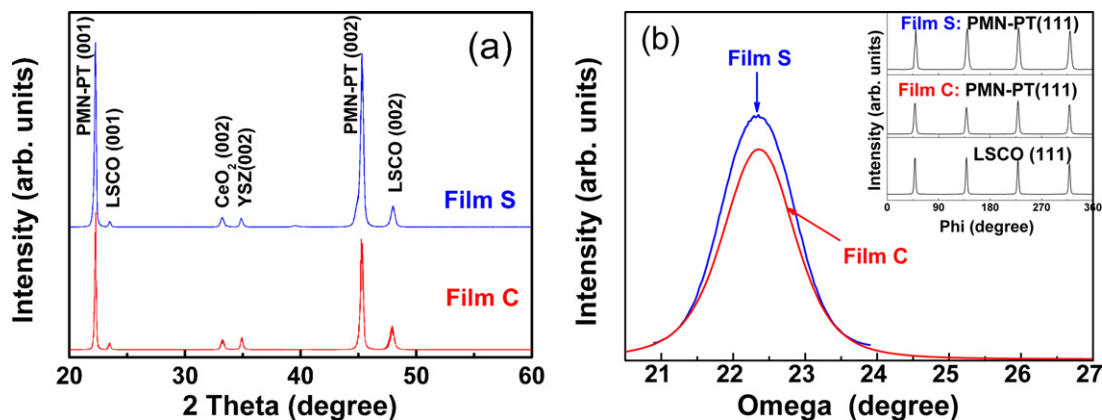 (a)
Intensity (arb. units)
PMN-PT (001)
LSCO (001)
CeO₂ (002)
YSZ(002)
PMN-PT (002)
LSCO (002)
Film S
Film C
20 30 40 50 60
2 Theta (degree)
(b)
Intensity (arb. units)
Film S
Film C
21 22 23 24 25 26 27
Omega (degree)
Intensity (arb. units)
Film S: PMN-PT(111)
Film C: PMN-PT(111)
LSCO (111)
0 90 180 270 360
Phi (degree)